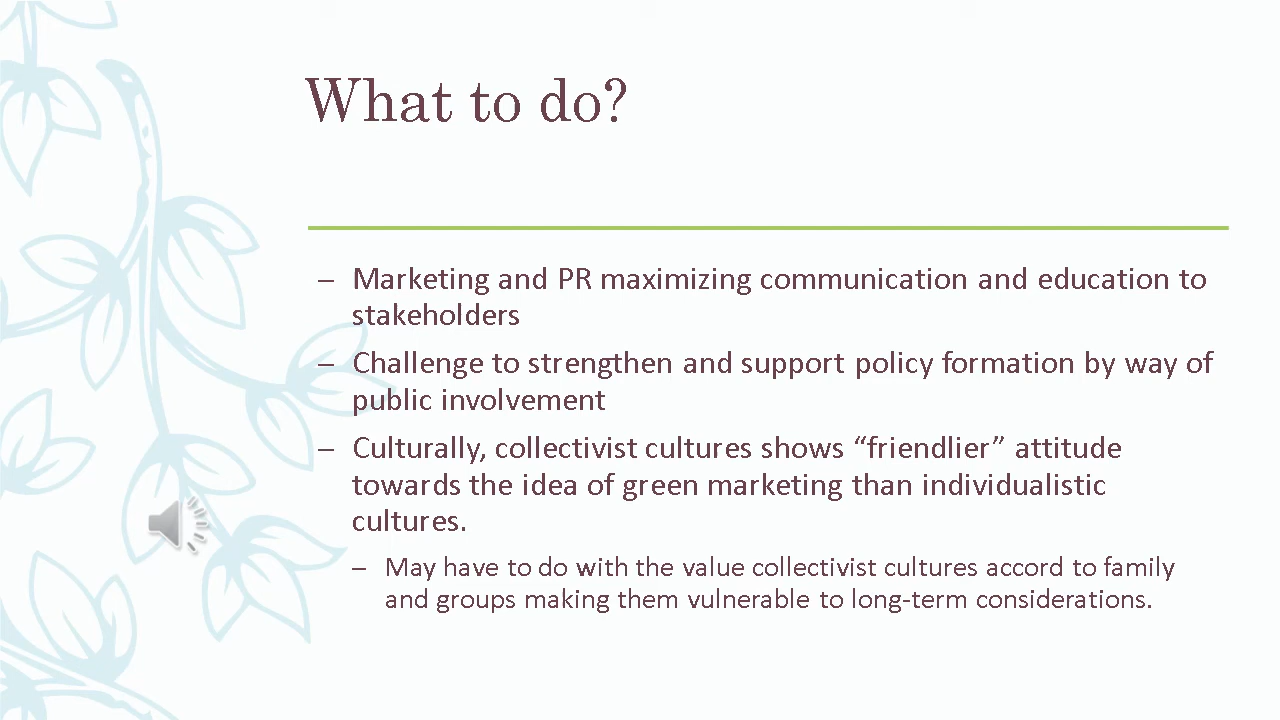 What to do?
– Marketing and PR maximizing communication and education to
stakeholders
– Challenge to strengthen and support policy formation by way of
public involvement
– Culturally, collectivist cultures shows “friendlier” attitude
towards the idea of green marketing than individualistic
cultures.
– May have to do with the value collectivist cultures accord to family
and groups making them vulnerable to long-term considerations.